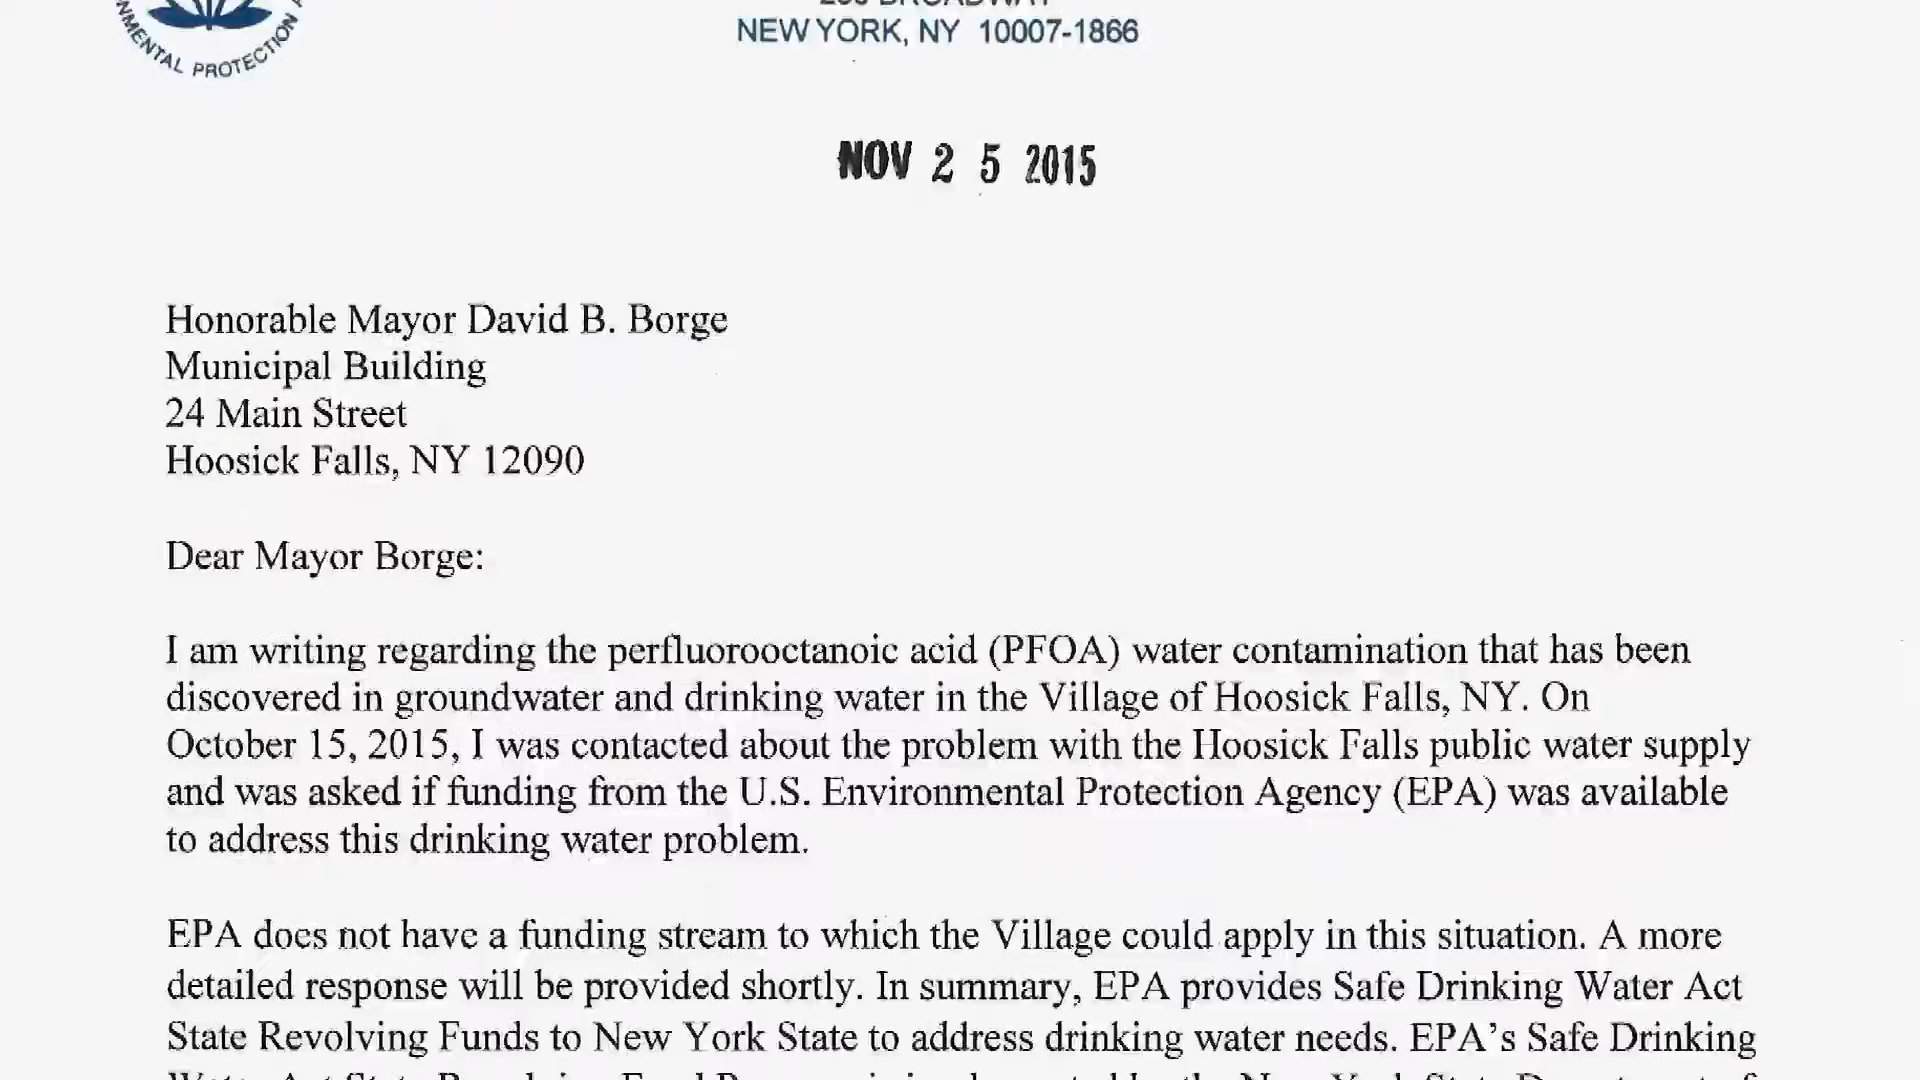 NMENTAL PROTECTION A
BROADWAY
NEW YORK, NY 10007-1866
NOV 2 5 2015
Honorable Mayor David B. Borge
Municipal Building
24 Main Street
Hoosick Falls, NY 12090
Dear Mayor Borge:
I am writing regarding the perfluorooctanoic acid (PFOA) water contamination that has been
discovered in groundwater and drinking water in the Village of Hoosick Falls, NY. On
October 15, 2015, I was contacted about the problem with the Hoosick Falls public water supply
and was asked if funding from the U.S. Environmental Protection Agency (EPA) was available
to address this drinking water problem.
EPA does not have a funding stream to which the Village could apply in this situation. A more
detailed response will be provided shortly. In summary, EPA provides Safe Drinking Water Act
State Revolving Funds to New York State to address drinking water needs. EPA's Safe Drinking